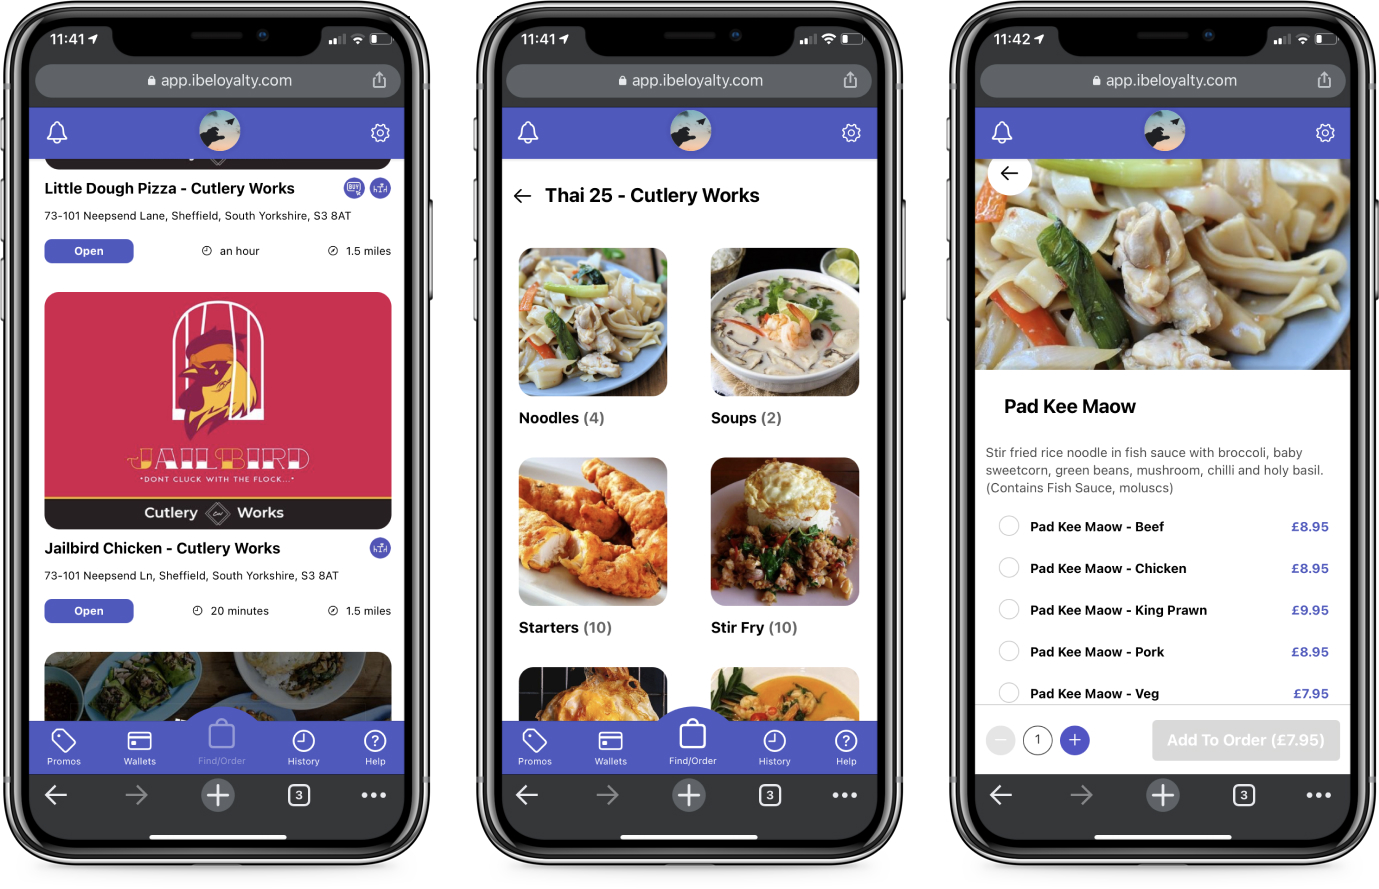 11:41
app.ibeloyalty.com
Little Dough Pizza - Cutlery Works
BUY
73-101 Neepsend Lane, Sheffield, South Yorkshire, S3 8AT
Open
an hour
1.5 miles
JAILBIRD
"DONT CLUCK WITH THE FLOCK..."
Cutlery Works
Jailbird Chicken - Cutlery Works
73-101 Neepsend Ln, Sheffield, South Yorkshire, S3 8AT
Open
20 minutes
1.5 miles
Promos
Wallets
Find/Order
History
Help
3
11:41
app.ibeloyalty.com
Thai 25 - Cutlery Works
Noodles (4)
Soups (2)
Starters (10)
Stir Fry (10)
Promos
Wallets
Find/Order
History
Help
3
11:42
app.ibeloyalty.com
Pad Kee Maow
Stir fried rice noodle in fish sauce with broccoli, baby
sweetcorn, green beans, mushroom, chilli and holy basil.
(Contains Fish Sauce, moluscs)
Pad Kee Maow - Beef £8.95
Pad Kee Maow - Chicken £8.95
Pad Kee Maow - King Prawn £9.95
Pad Kee Maow - Pork £8.95
Pad Kee Maow - Veg £7.95
1
Add To Order (£7.95)
3